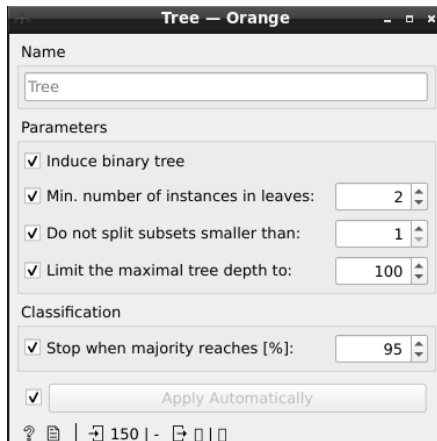 Tree — Orange
Name
Tree
Parameters
Induce binary tree
Min. number of instances in leaves: 2
Do not split subsets smaller than: 1
Limit the maximal tree depth to: 100
Classification
Stop when majority reaches [%]: 95
Apply Automatically
? 150 | - ▯ | ▯